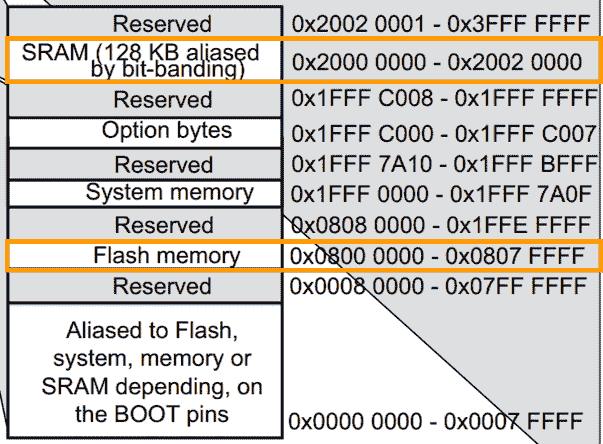 Reserved 0x2002 0001 - 0x3FFF FFFF
SRAM (128 KB aliased
by bit-banding) 0x2000 0000 - 0x2002 0000
Reserved 0x1FFF C008 - 0x1FFF FFFF
Option bytes 0x1FFF C000 - 0x1FFF C007
Reserved 0x1FFF 7A10 - 0x1FFF BFFF
System memory 0x1FFF 0000 - 0x1FFF 7A0F
Reserved 0x0808 0000 - 0x1FFE FFFF
Flash memory 0x0800 0000 - 0x0807 FFFF
Reserved 0x0008 0000 - 0x07FF FFFF
Aliased to Flash,
system, memory or
SRAM depending, on
the BOOT pins 0x0000 0000 - 0x0007 FFFF